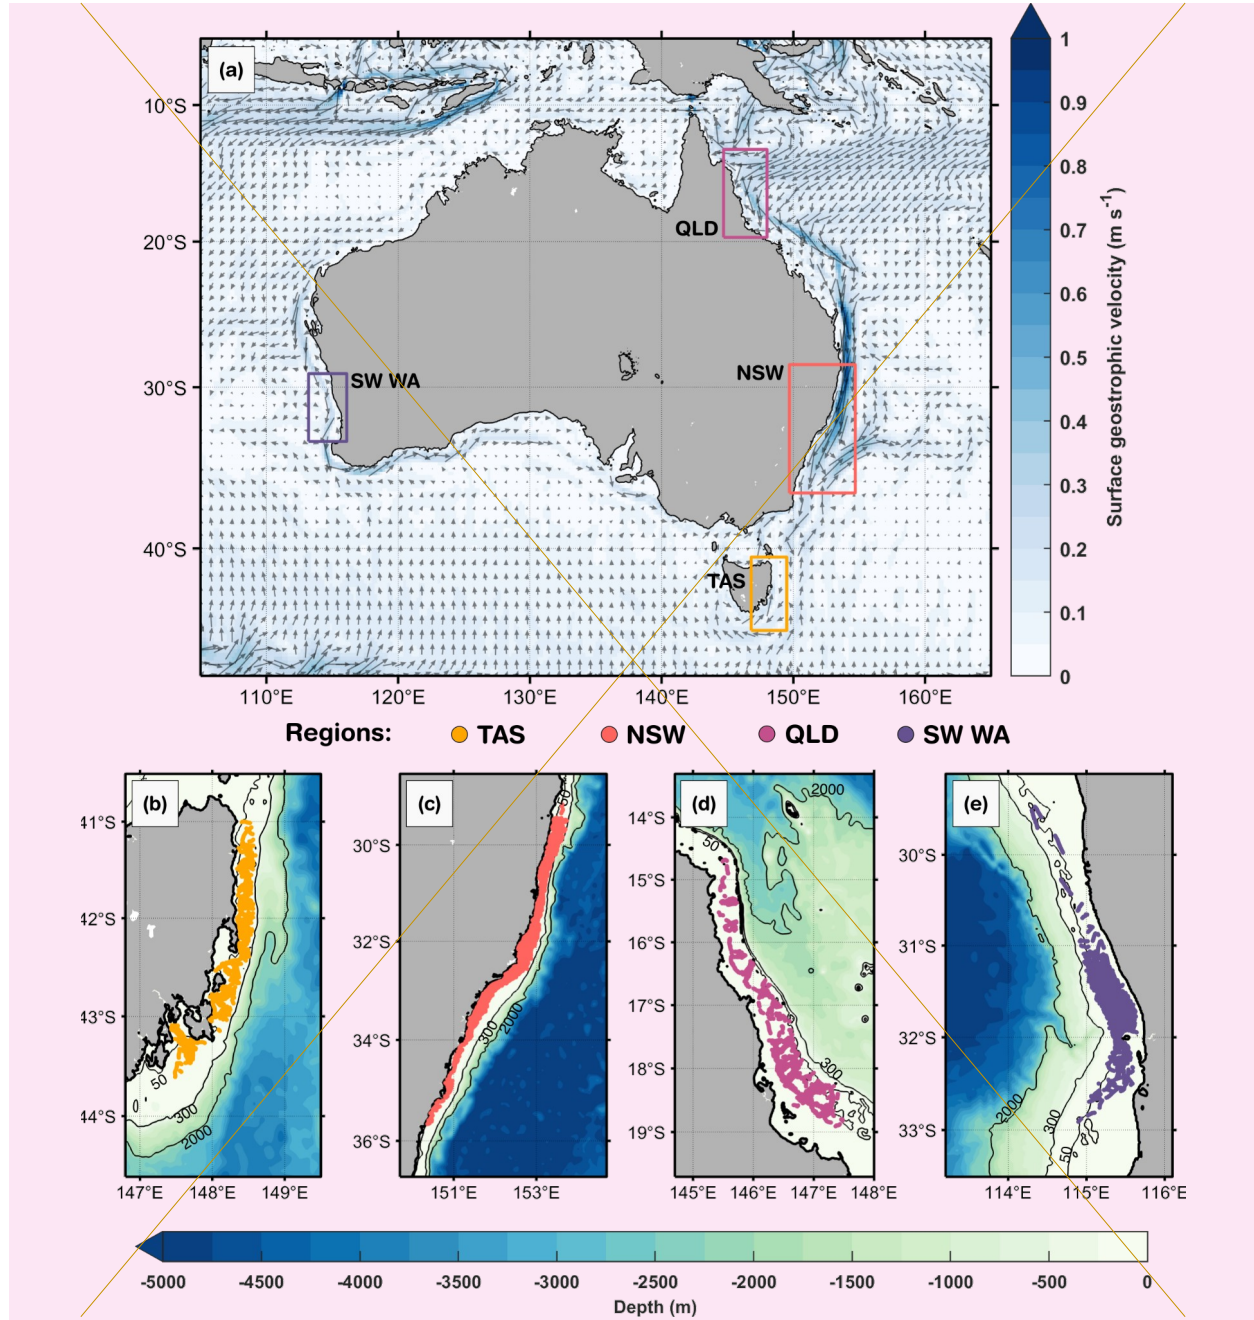 (a)
10°S
20°S
30°S
40°S
110°E 120°E 130°E 140°E 150°E 160°E
QLD
NSW
SW WA
TAS
1
0.9
0.8
0.7
0.6
0.5
0.4
0.3
0.2
0.1
0
Surface geostrophic velocity (m s⁻¹)
Regions: TAS NSW QLD SW WA
(b)
41°S
42°S
43°S
44°S
50
300
2000
147°E 148°E 149°E
(c)
50
30°S
32°S
34°S
36°S
300
2000
151°E 153°E
(d)
2000
50
14°S
15°S
16°S
17°S
18°S
19°S
300
145°E 146°E 147°E 148°E
(e)
30°S
31°S
32°S
33°S
2000
300
50
114°E 115°E 116°E
-5000 -4500 -4000 -3500 -3000 -2500 -2000 -1500 -1000 -500 0
Depth (m)